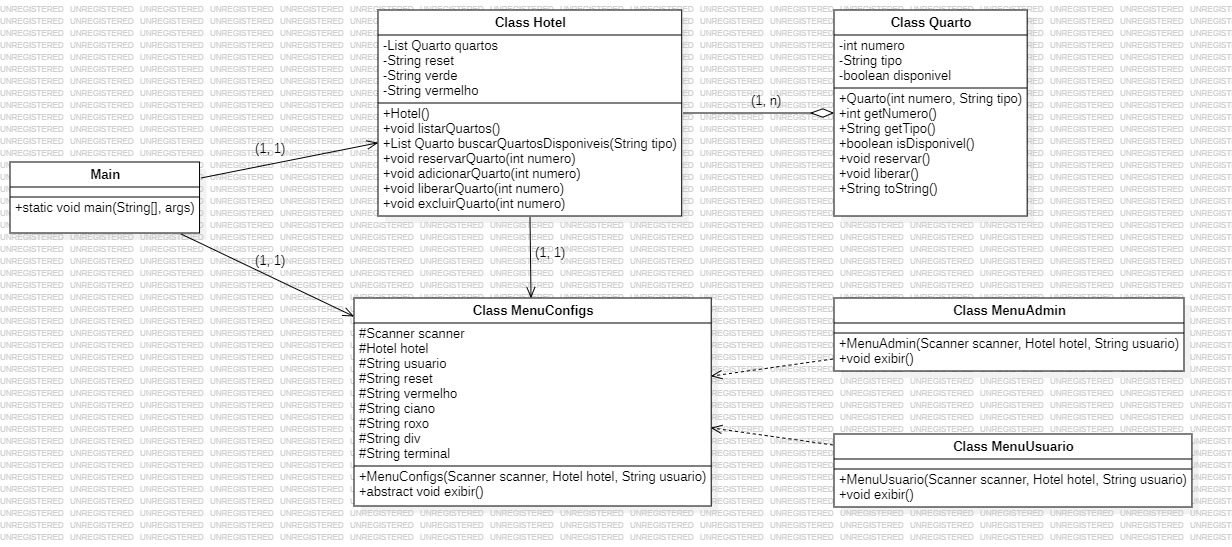 Class Hotel
-List Quarto quartos
-String reset
-String verde
-String vermelho
+Hotel()
+void listarQuartos()
+List Quarto buscarQuartosDisponiveis(String tipo)
+void reservarQuarto(int numero)
+void adicionarQuarto(int numero)
+void liberarQuarto(int numero)
+void excluirQuarto(int numero)
(1, n)
Class Quarto
-int numero
-String tipo
-boolean disponivel
+Quarto(int numero, String tipo)
+int getNumero()
+String getTipo()
+boolean isDisponivel()
+void reservar()
+void liberar()
+String toString()
(1, 1)
Main
+static void main(String[], args)
(1, 1)
(1, 1)
Class MenuConfigs
#Scanner scanner
#Hotel hotel
#String usuario
#String reset
#String vermelho
#String ciano
#String roxo
#String div
#String terminal
+MenuConfigs(Scanner scanner, Hotel hotel, String usuario)
+abstract void exibir()
Class MenuAdmin
+MenuAdmin(Scanner scanner, Hotel hotel, String usuario)
+void exibir()
Class MenuUsuario
+MenuUsuario(Scanner scanner, Hotel hotel, String usuario)
+void exibir()
UNREGISTERED